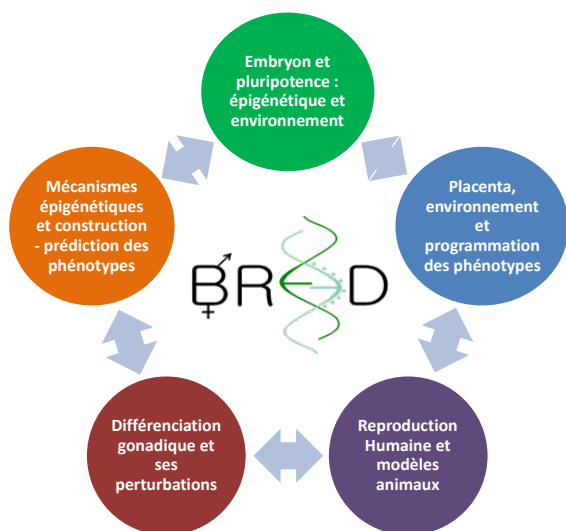 Embryon et
pluripotence :
épigénétique et
environnement
Mécanismes
épigénétiques
et construction
- prédiction des
phénotypes
Placenta,
environnement
et
programmation
des phénotypes
BREED
Différenciation
gonadique et
ses
perturbations
Reproduction
Humaine et
modèles
animaux